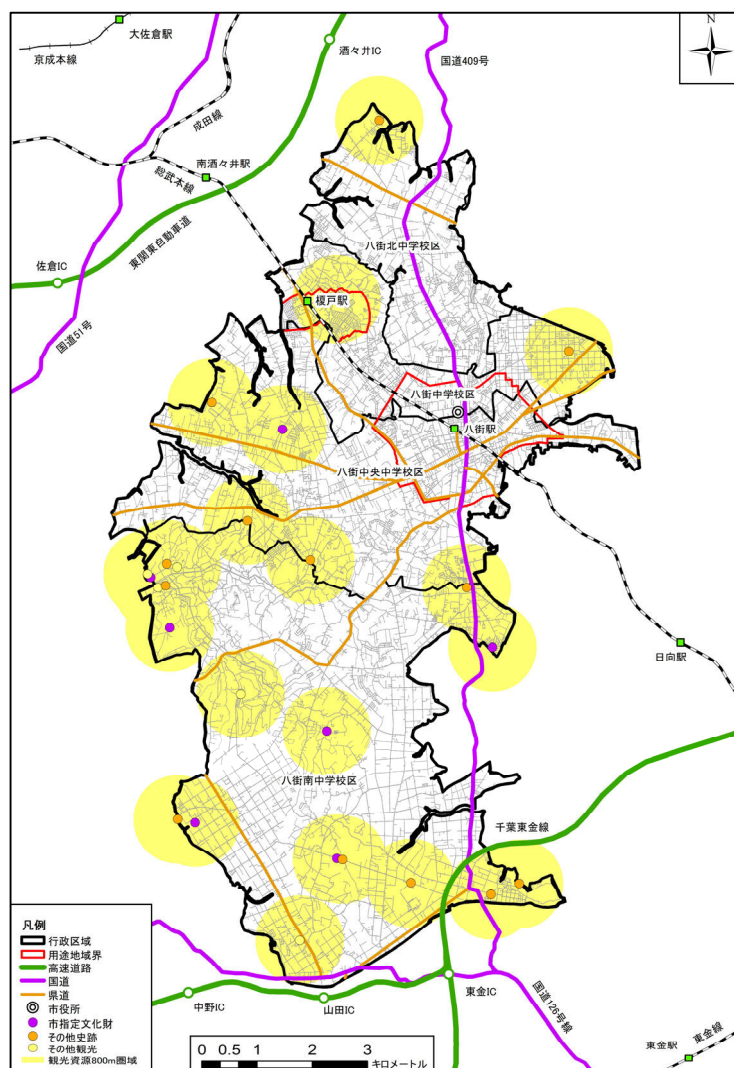 大佐倉駅
N
酒々井IC
京成本線
国道409号
成田線
南酒々井駅
総武本線
八街北中学校区
東関東自動車道
佐倉IC
榎戸駅
国道51号
八街中学校区
八街駅
八街中央中学校区
日向駅
八街南中学校区
千葉東金線
凡例
行政区域
用途地域界
高速道路
国道
県道
市役所
市指定文化財
その他史跡
その他観光
観光資源800m圏域
中野IC
山田IC
東金IC
国道126号線
東金駅
東金線
0 0.5 1 2 3
キロメートル